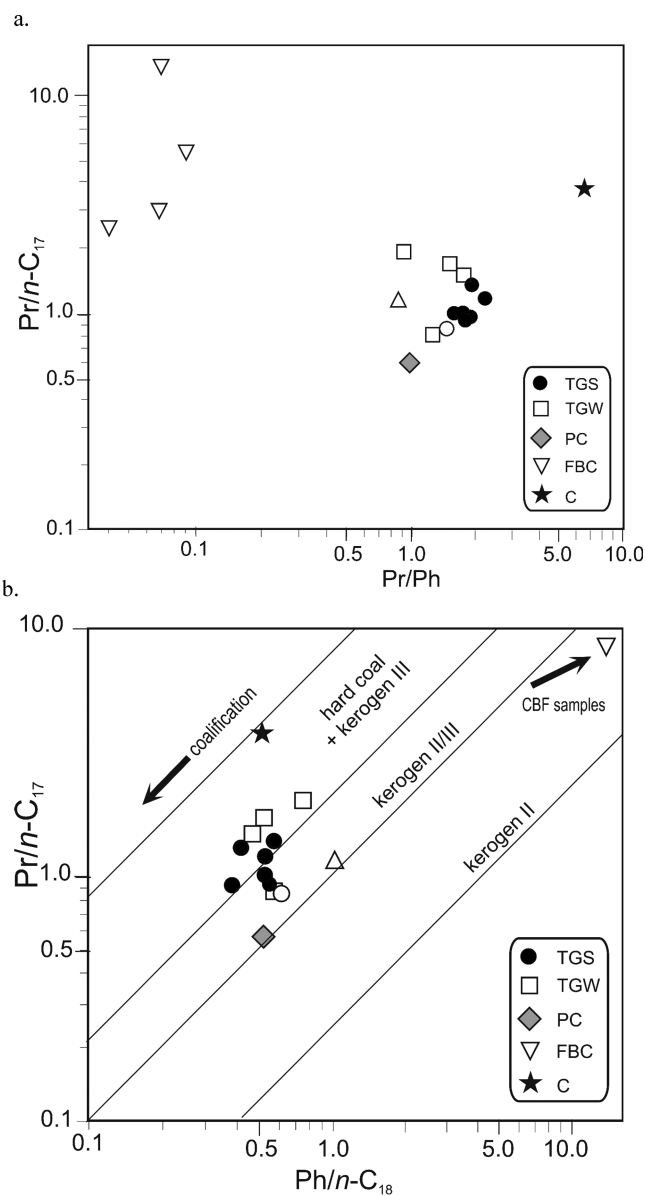 a.
10.0
1.0
0.5
0.1
Pr/n-C17
0.1
0.5
1.0
5.0
10.0
Pr/Ph
TGS
TGW
PC
FBC
C
b.
10.0
1.0
0.5
0.1
Pr/n-C17
coalification
hard coal
+ kerogen III
kerogen II/III
kerogen II
CBF samples
0.1
0.5
1.0
5.0
10.0
Ph/n-C18
TGS
TGW
PC
FBC
C